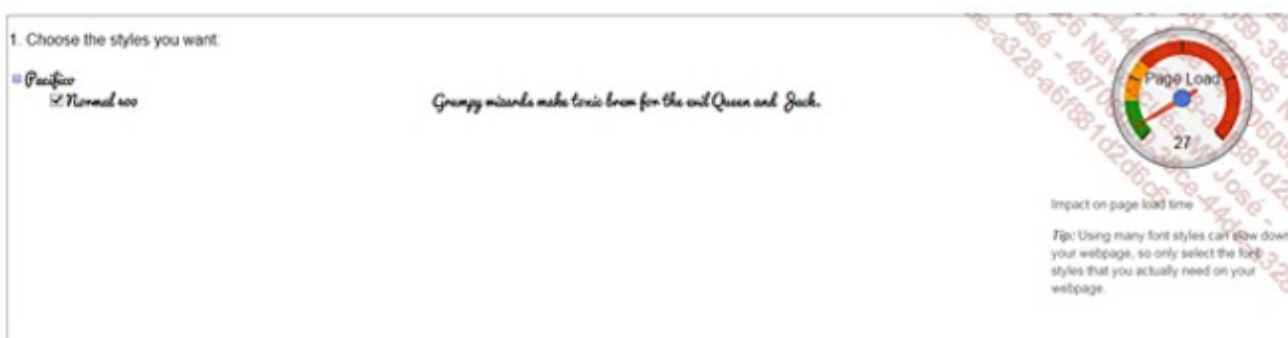 1. Choose the styles you want:
Pacifico
Normal 400
Grumpy wizards make toxic brew for the evil Queen and Jack.
Page Load
27
Impact on page load time
Tip: Using many font styles can slow down
your webpage, so only select the font
styles that you actually need on your
webpage.